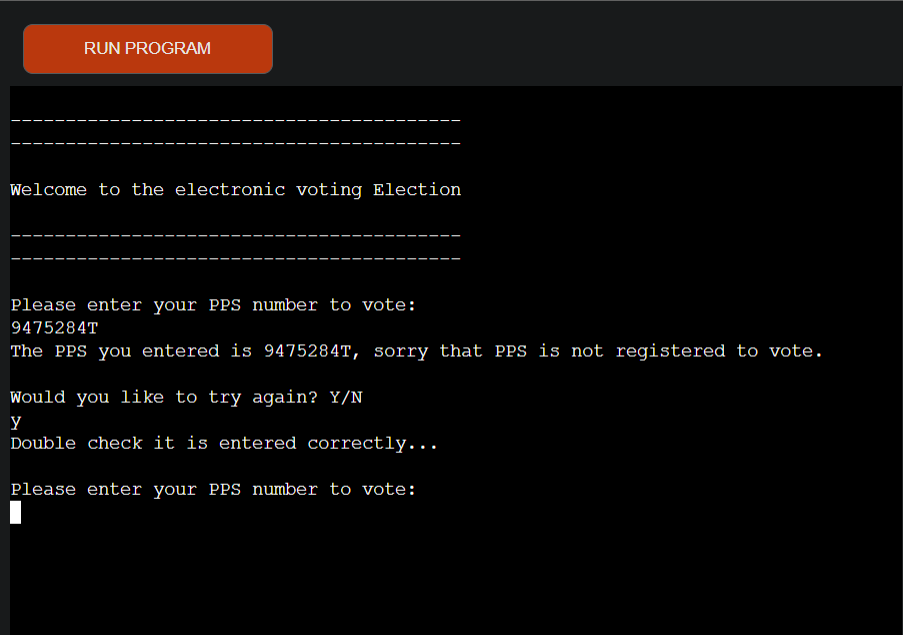 RUN PROGRAM
-----------------------------------------
-----------------------------------------
Welcome to the electronic voting Election
-----------------------------------------
-----------------------------------------
Please enter your PPS number to vote:
9475284T
The PPS you entered is 9475284T, sorry that PPS is not registered to vote.
Would you like to try again? Y/N
y
Double check it is entered correctly...
Please enter your PPS number to vote: